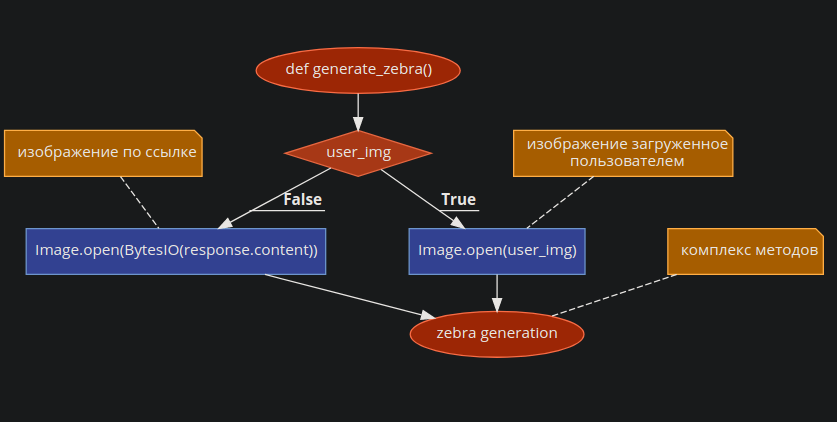 def generate_zebra()
изображение по ссылке
user_img
изображение загруженное
пользователем
False
True
Image.open(BytesIO(response.content))
Image.open(user_img)
комплекс методов
zebra generation